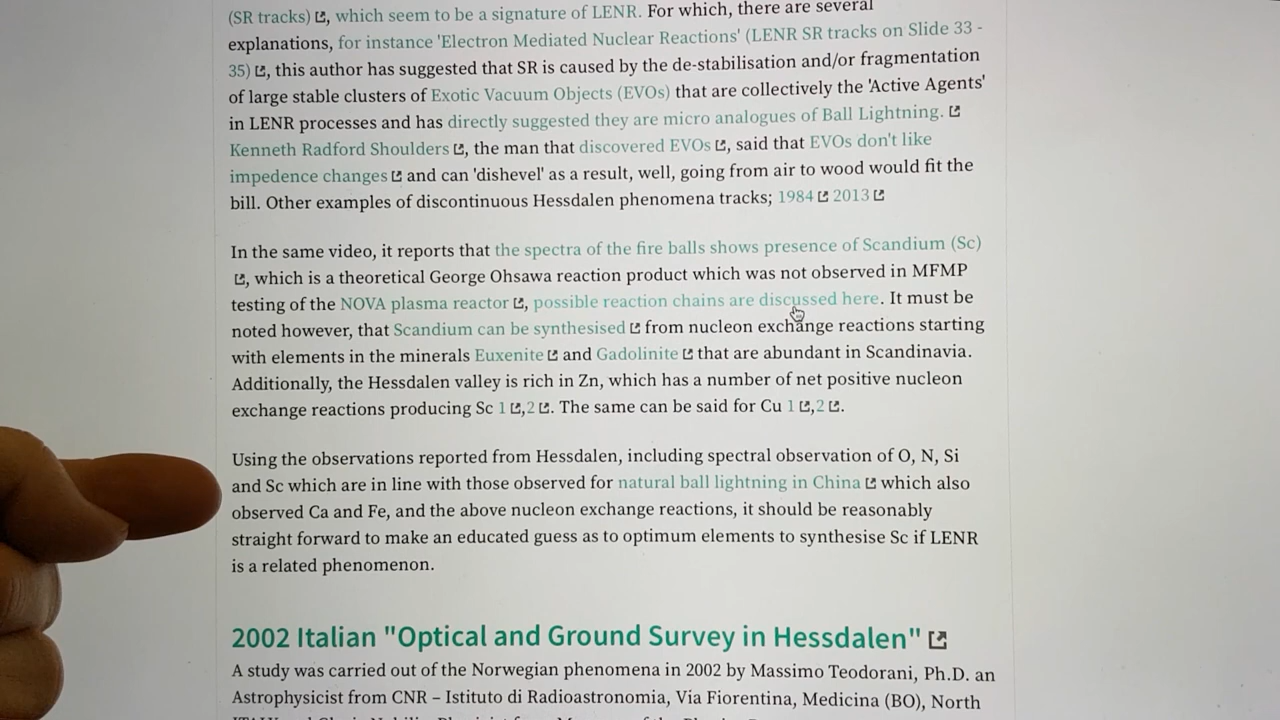 (SR tracks), which seem to be a signature of LENR. For which, there are several
explanations, for instance 'Electron Mediated Nuclear Reactions' (LENR SR tracks on Slide 33 -
35), this author has suggested that SR is caused by the de-stabilisation and/or fragmentation
of large stable clusters of Exotic Vacuum Objects (EVOs) that are collectively the 'Active Agents'
in LENR processes and has directly suggested they are micro analogues of Ball Lightning.
Kenneth Radford Shoulders, the man that discovered EVOs, said that EVOs don't like
impedence changes and can 'dishevel' as a result, well, going from air to wood would fit the
bill. Other examples of discontinuous Hessdalen phenomena tracks; 1984 2013
In the same video, it reports that the spectra of the fire balls shows presence of Scandium (Sc)
, which is a theoretical George Ohsawa reaction product which was not observed in MFMP
testing of the NOVA plasma reactor, possible reaction chains are discussed here. It must be
noted however, that Scandium can be synthesised from nucleon exchange reactions starting
with elements in the minerals Euxenite and Gadolinite that are abundant in Scandinavia.
Additionally, the Hessdalen valley is rich in Zn, which has a number of net positive nucleon
exchange reactions producing Sc 1,2. The same can be said for Cu 1,2.
Using the observations reported from Hessdalen, including spectral observation of O, N, Si
and Sc which are in line with those observed for natural ball lightning in China which also
observed Ca and Fe, and the above nucleon exchange reactions, it should be reasonably
straight forward to make an educated guess as to optimum elements to synthesise Sc if LENR
is a related phenomenon.
2002 Italian "Optical and Ground Survey in Hessdalen"
A study was carried out of the Norwegian phenomena in 2002 by Massimo Teodorani, Ph.D. an
Astrophysicist from CNR – Istituto di Radioastronomia, Via Fiorentina, Medicina (BO), North